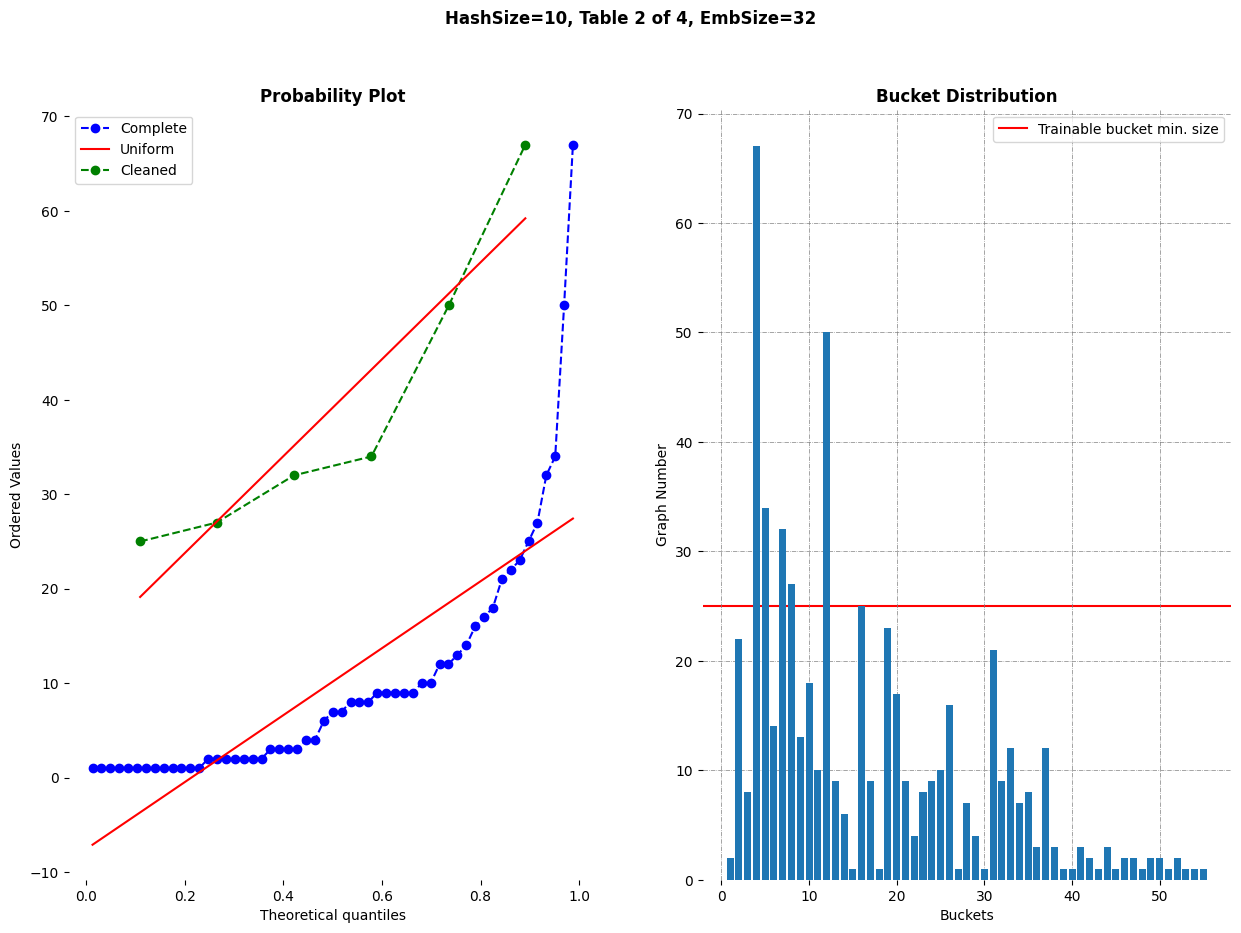 HashSize=10, Table 2 of 4, EmbSize=32
Probability Plot
Complete
Uniform
Cleaned
70
60
50
40
30
20
10
0
−10
Ordered Values
0.0 0.2 0.4 0.6 0.8 1.0
Theoretical quantiles
Bucket Distribution
Trainable bucket min. size
70
60
50
40
30
20
10
0
Graph Number
0 10 20 30 40 50
Buckets